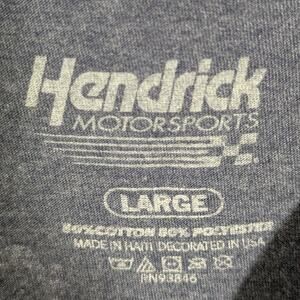 Hendrick
MOTORSPORTS
LARGE
50%COTTON 50% POLYESTER
MADE IN HAITI DECORATED IN USA
RN93846